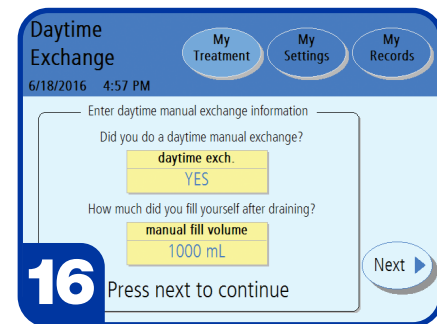 Daytime
Exchange
6/18/2016 4:57 PM
My
Treatment
My
Settings
My
Records
Enter daytime manual exchange information
Did you do a daytime manual exchange?
daytime exch.
YES
How much did you fill yourself after draining?
manual fill volume
1000 mL
Next
16
Press next to continue